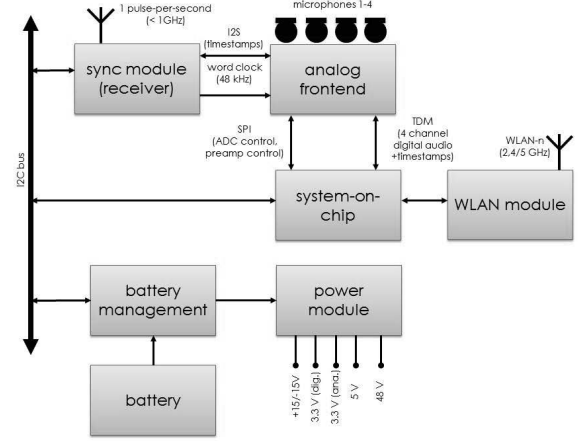 1 pulse-per-second
(< 1GHz)
microphones 1-4
I2S
(timestamps)
sync module
(receiver)
word clock
(48 kHz)
analog
frontend
SPI
(ADC control,
preamp control)
TDM
(4 channel
digital audio
+timestamps)
WLAN-n
(2,4/5 GHz)
I2C bus
system-on-
chip
WLAN module
battery
management
power
module
battery
+15/-15V
3.3 V (dig.)
3.3 V (ana.)
5 V
48 V